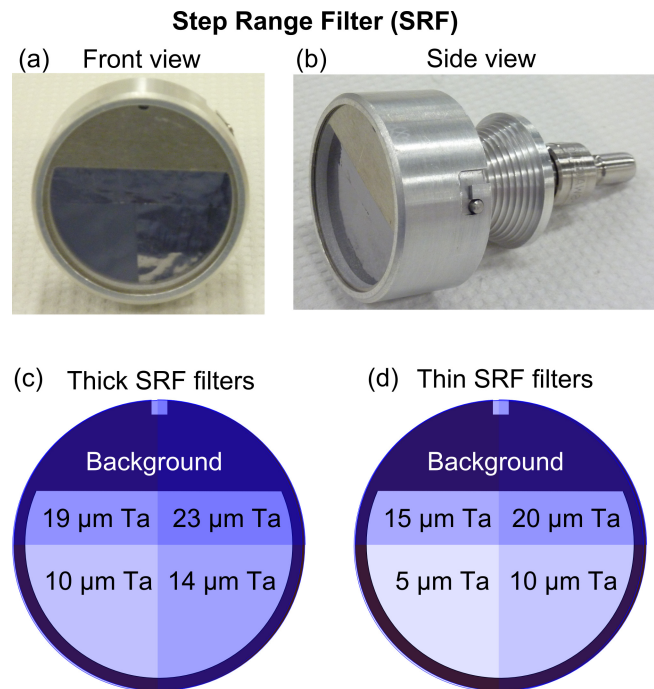 Step Range Filter (SRF)
(a) Front view
(b) Side view
(c) Thick SRF filters
(d) Thin SRF filters
Background
19 µm Ta 23 µm Ta
10 µm Ta 14 µm Ta
Background
15 µm Ta 20 µm Ta
5 µm Ta 10 µm Ta